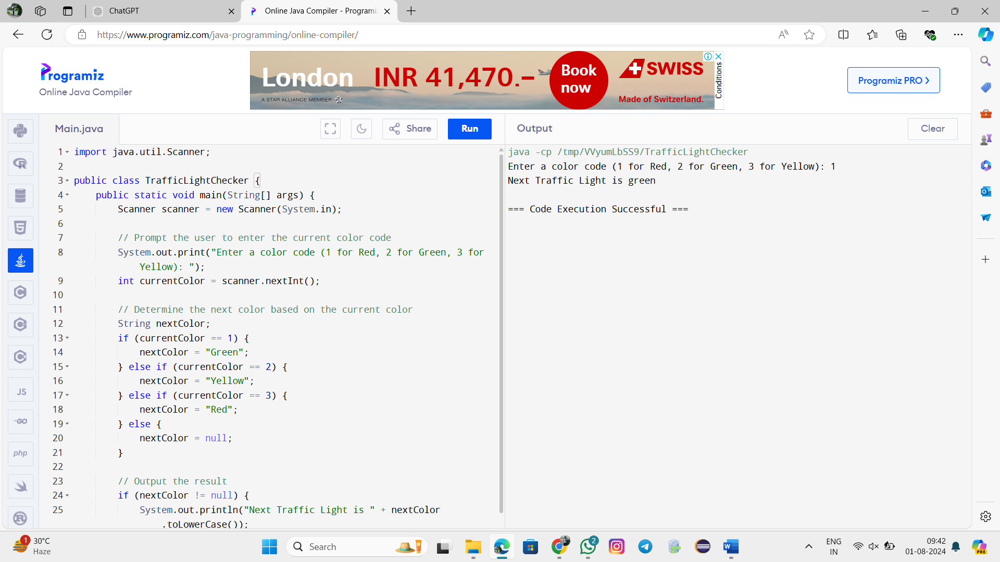 ChatGPT
Online Java Compiler - Programiz
https://www.programiz.com/java-programming/online-compiler/
Programiz
Online Java Compiler
London
A STAR ALLIANCE MEMBER
INR 41,470.–
Book
now
SWISS
Made of Switzerland.
Conditions
Programiz PRO
Main.java
Share
Run
Output
Clear
1 import java.util.Scanner;
2
3 public class TrafficLightChecker {
4 public static void main(String[] args) {
5 Scanner scanner = new Scanner(System.in);
6
7 // Prompt the user to enter the current color code
8 System.out.print("Enter a color code (1 for Red, 2 for Green, 3 for
Yellow): ");
9 int currentColor = scanner.nextInt();
10
11 // Determine the next color based on the current color
12 String nextColor;
13 if (currentColor == 1) {
14 nextColor = "Green";
15 } else if (currentColor == 2) {
16 nextColor = "Yellow";
17 } else if (currentColor == 3) {
18 nextColor = "Red";
19 } else {
20 nextColor = null;
21 }
22
23 // Output the result
24 if (nextColor != null) {
25 System.out.println("Next Traffic Light is " + nextColor
.toLowerCase());
java -cp /tmp/VVyumLbSS9/TrafficLightChecker
Enter a color code (1 for Red, 2 for Green, 3 for Yellow): 1
Next Traffic Light is green
=== Code Execution Successful ===
JS
GO
php
1
30°C
Haze
Search
2
ENG
IN
09:42
01-08-2024
PRE